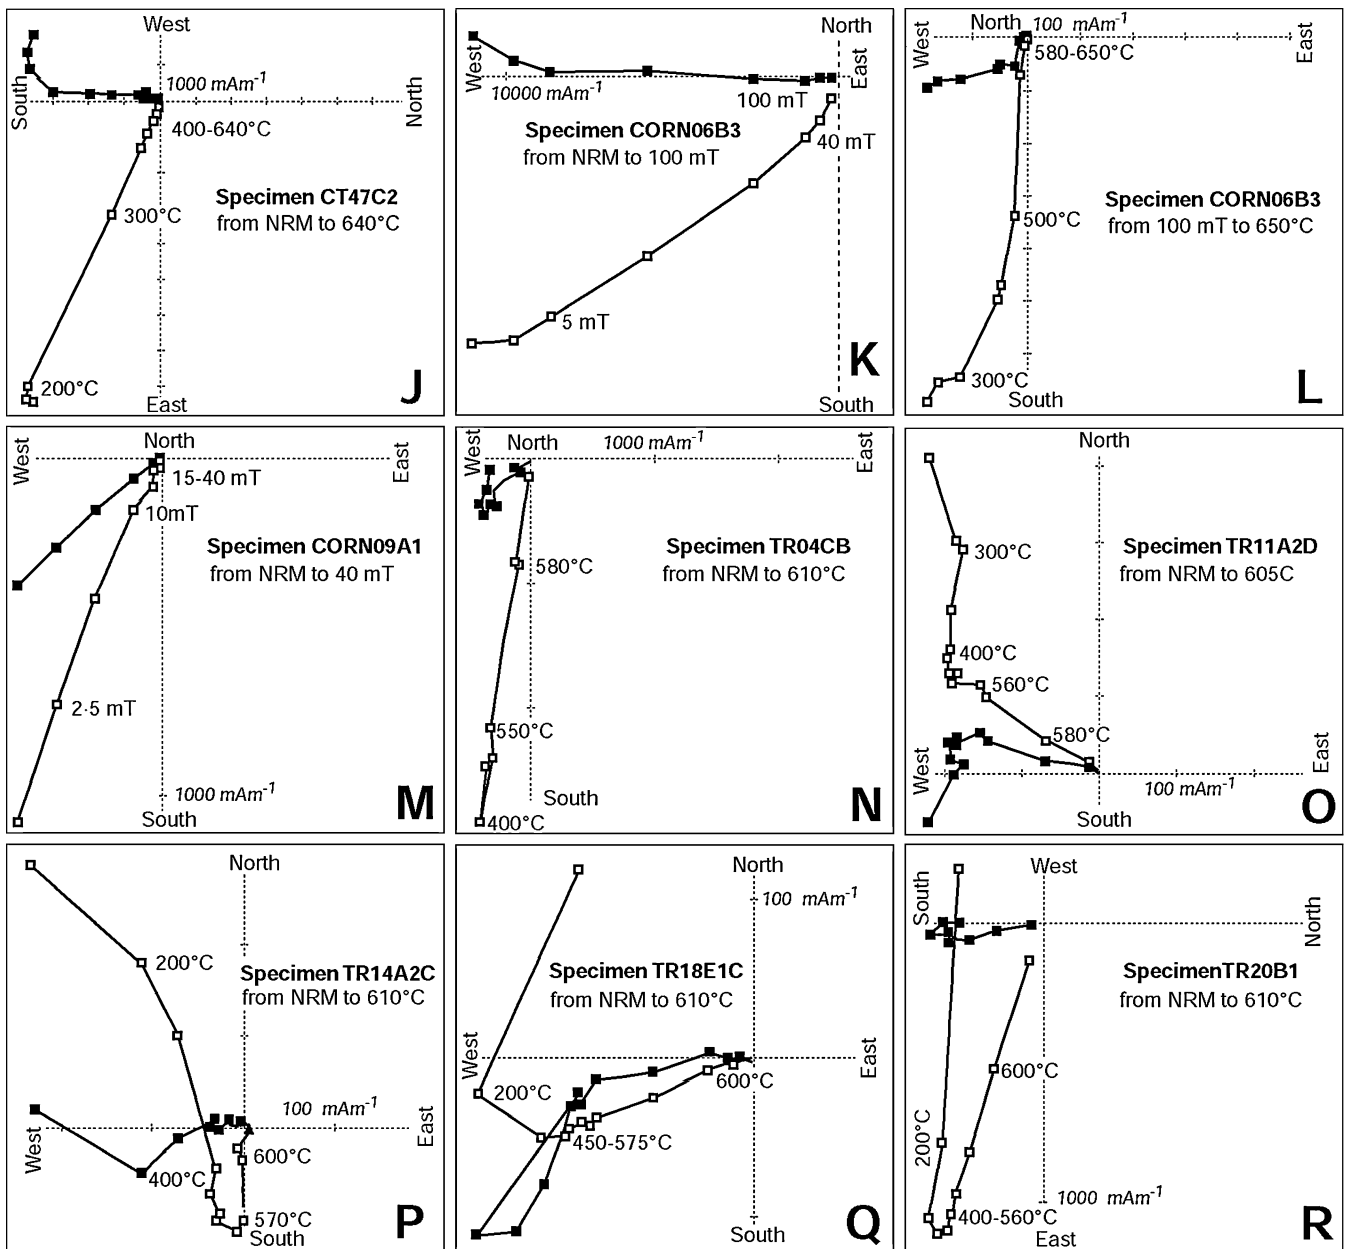 West
1000 mAm-1
South
North
400-640°C
Specimen CT47C2
from NRM to 640°C
300°C
200°C
East
J
North
West
East
10000 mAm-1
100 mT
Specimen CORN06B3
from NRM to 100 mT
40 mT
5 mT
South
K
North
100 mAm-1
West
East
580-650°C
Specimen CORN06B3
from 100 mT to 650°C
500°C
300°C
South
L
North
West
East
15-40 mT
10mT
Specimen CORN09A1
from NRM to 40 mT
2·5 mT
1000 mAm-1
South
M
North
1000 mAm-1
West
East
Specimen TR04CB
from NRM to 610°C
580°C
550°C
South
400°C
N
North
300°C
Specimen TR11A2D
from NRM to 605C
400°C
560°C
580°C
West
East
100 mAm-1
South
O
North
200°C
Specimen TR14A2C
from NRM to 610°C
100 mAm-1
West
East
600°C
400°C
570°C
South
P
North
100 mAm-1
Specimen TR18E1C
from NRM to 610°C
West
East
600°C
200°C
450-575°C
South
Q
West
South
North
SpecimenTR20B1
from NRM to 610°C
600°C
200°C
1000 mAm-1
400-560°C
East
R